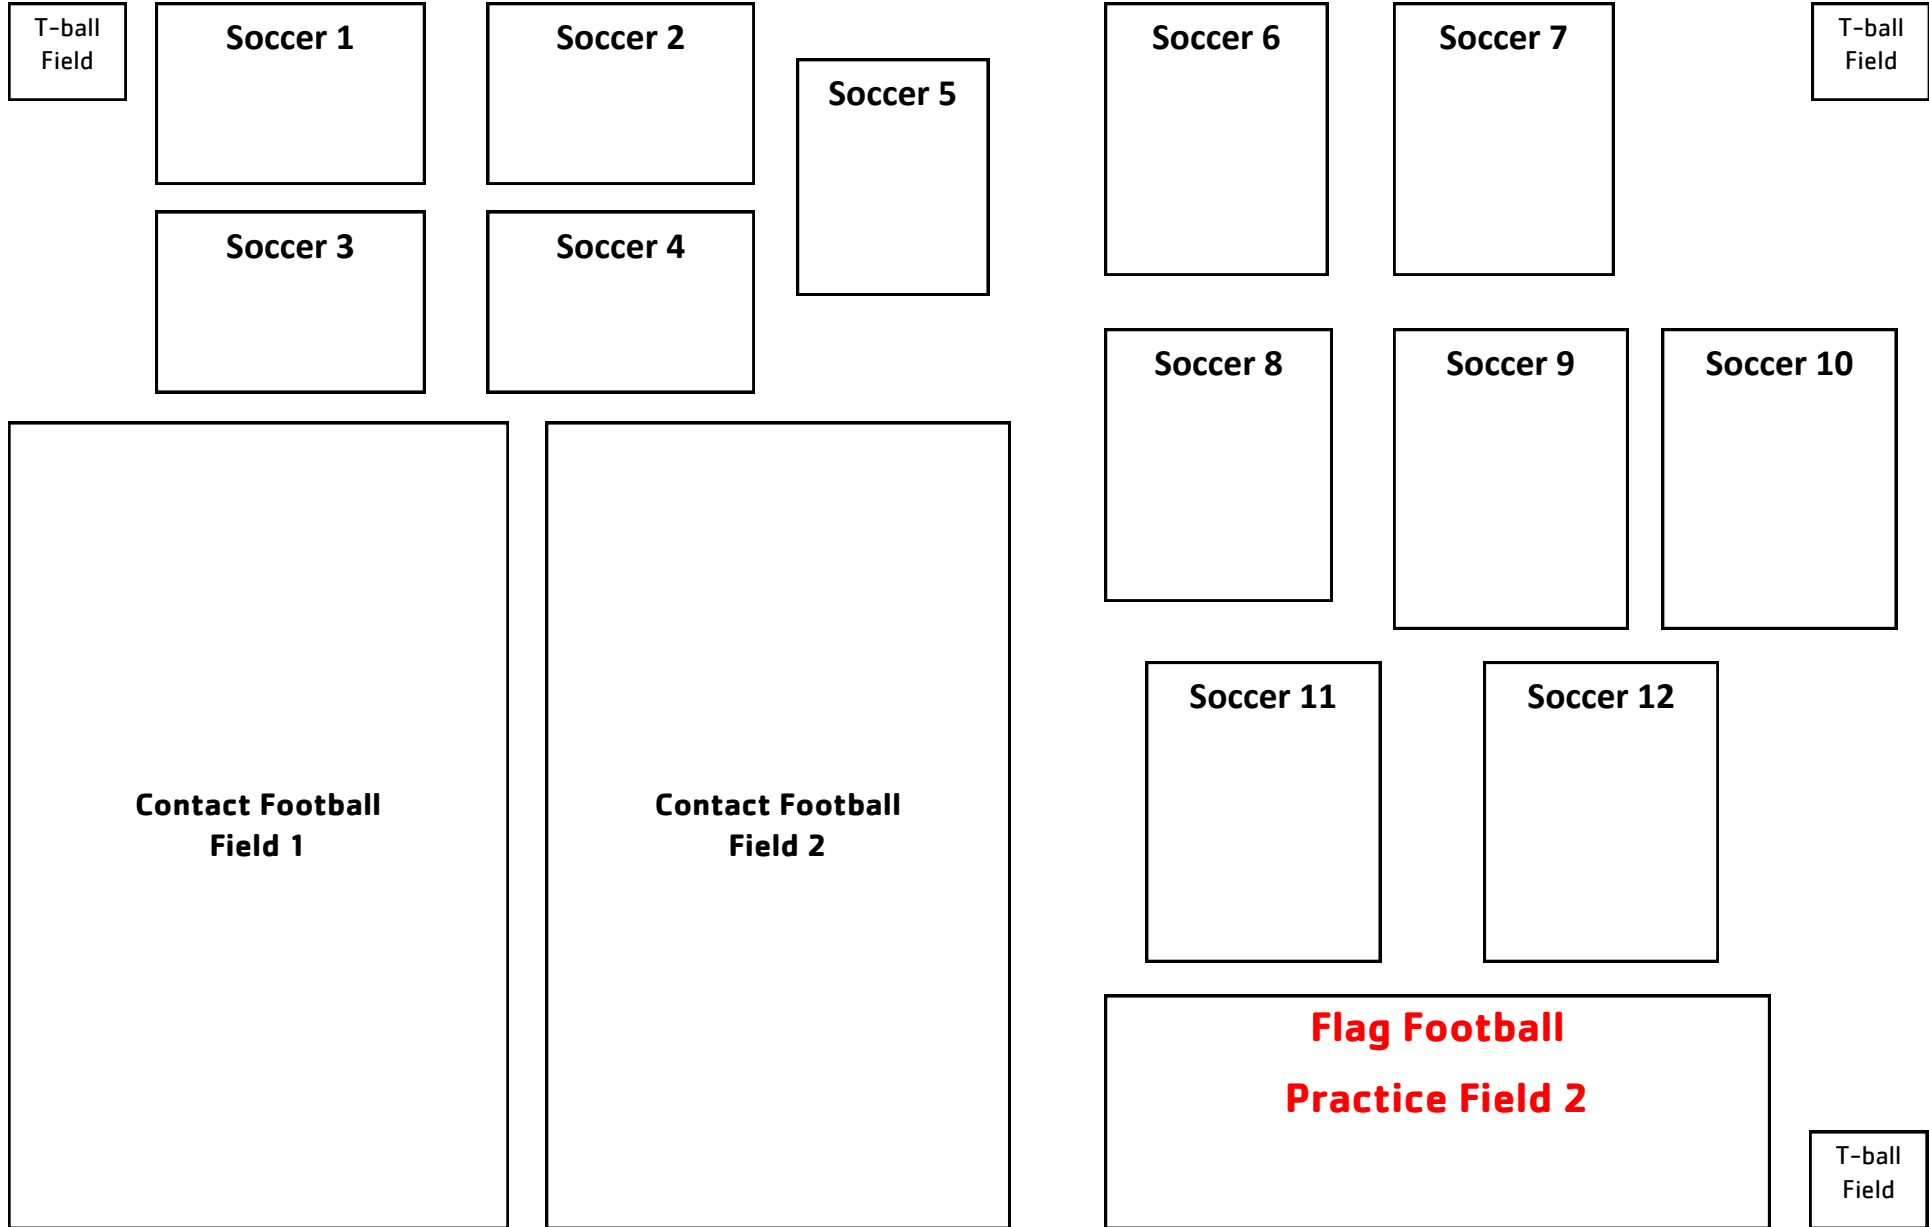 T-ball
Field
Soccer 1
Soccer 2
Soccer 5
Soccer 6
Soccer 7
T-ball
Field
Soccer 3
Soccer 4
Soccer 8
Soccer 9
Soccer 10
Soccer 11
Soccer 12
Contact Football
Field 1
Contact Football
Field 2
Flag Football
Practice Field 2
T-ball
Field